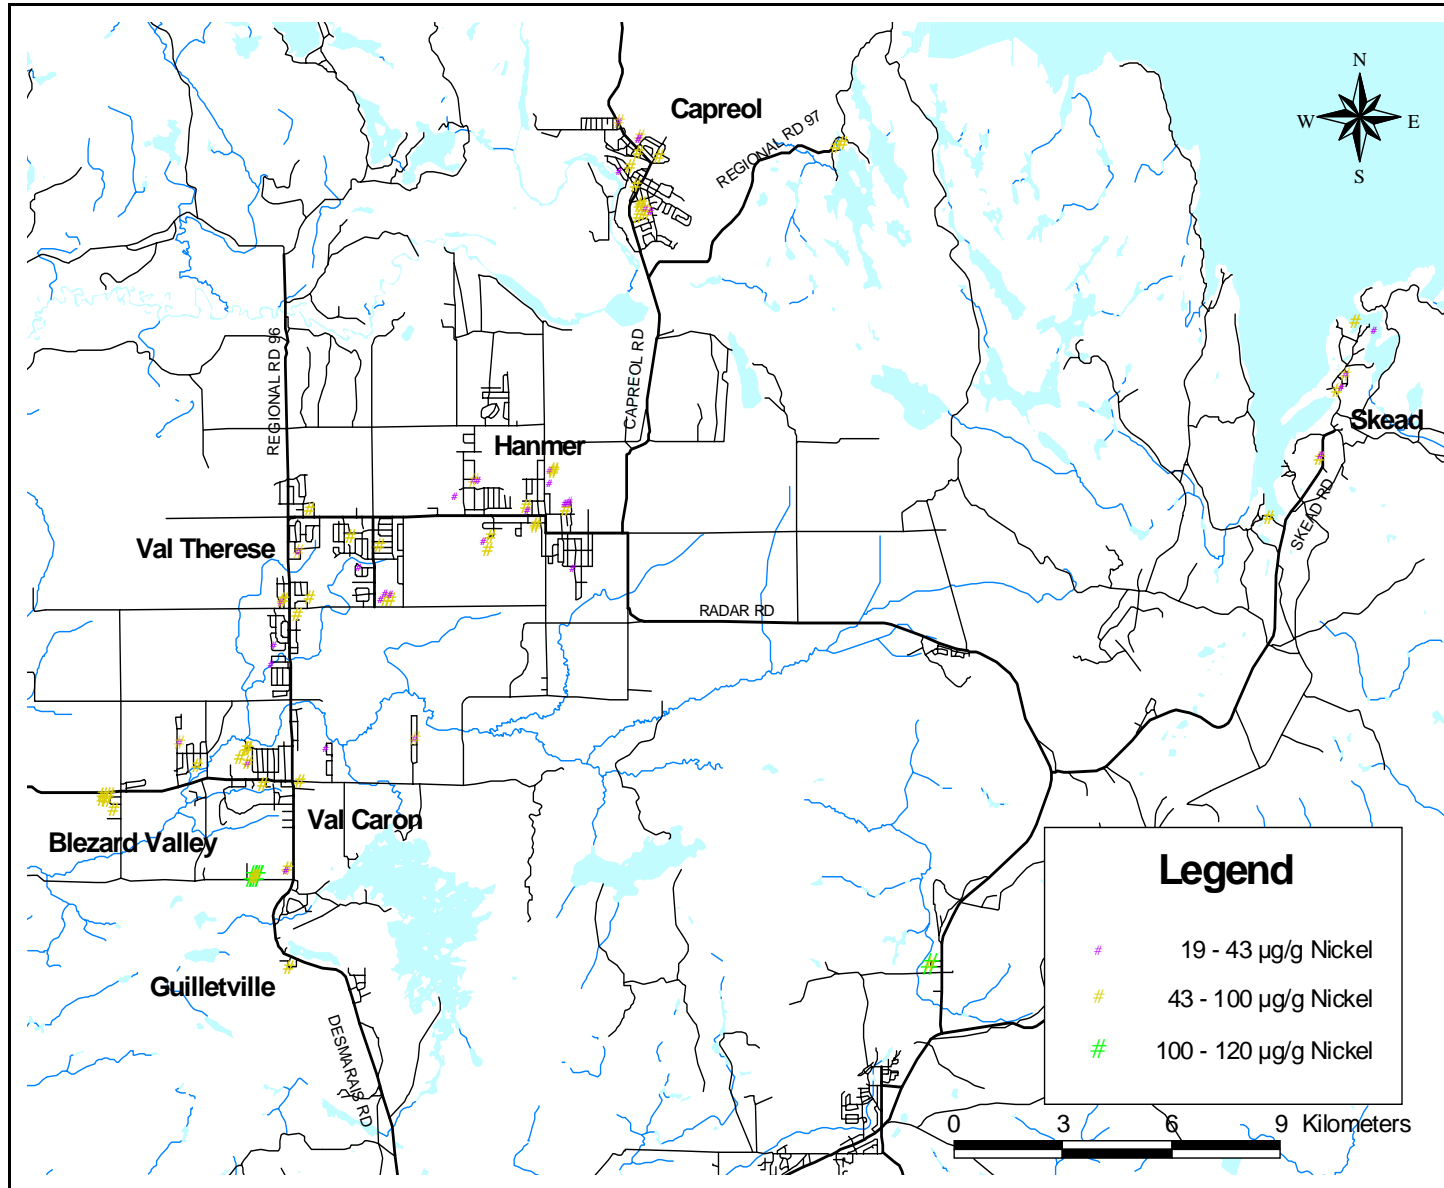 N
W E
S
Capreol
REGIONAL RD 97
REGIONAL RD 96
CAPREOL RD
Hanmer
Skead
SKEAD RD
Val Therese
RADAR RD
Val Caron
Blezard Valley
Guilletville
DESMARAIS RD
Legend
# 19 - 43 µg/g Nickel
# 43 - 100 µg/g Nickel
# 100 - 120 µg/g Nickel
0 3 6 9 Kilometers